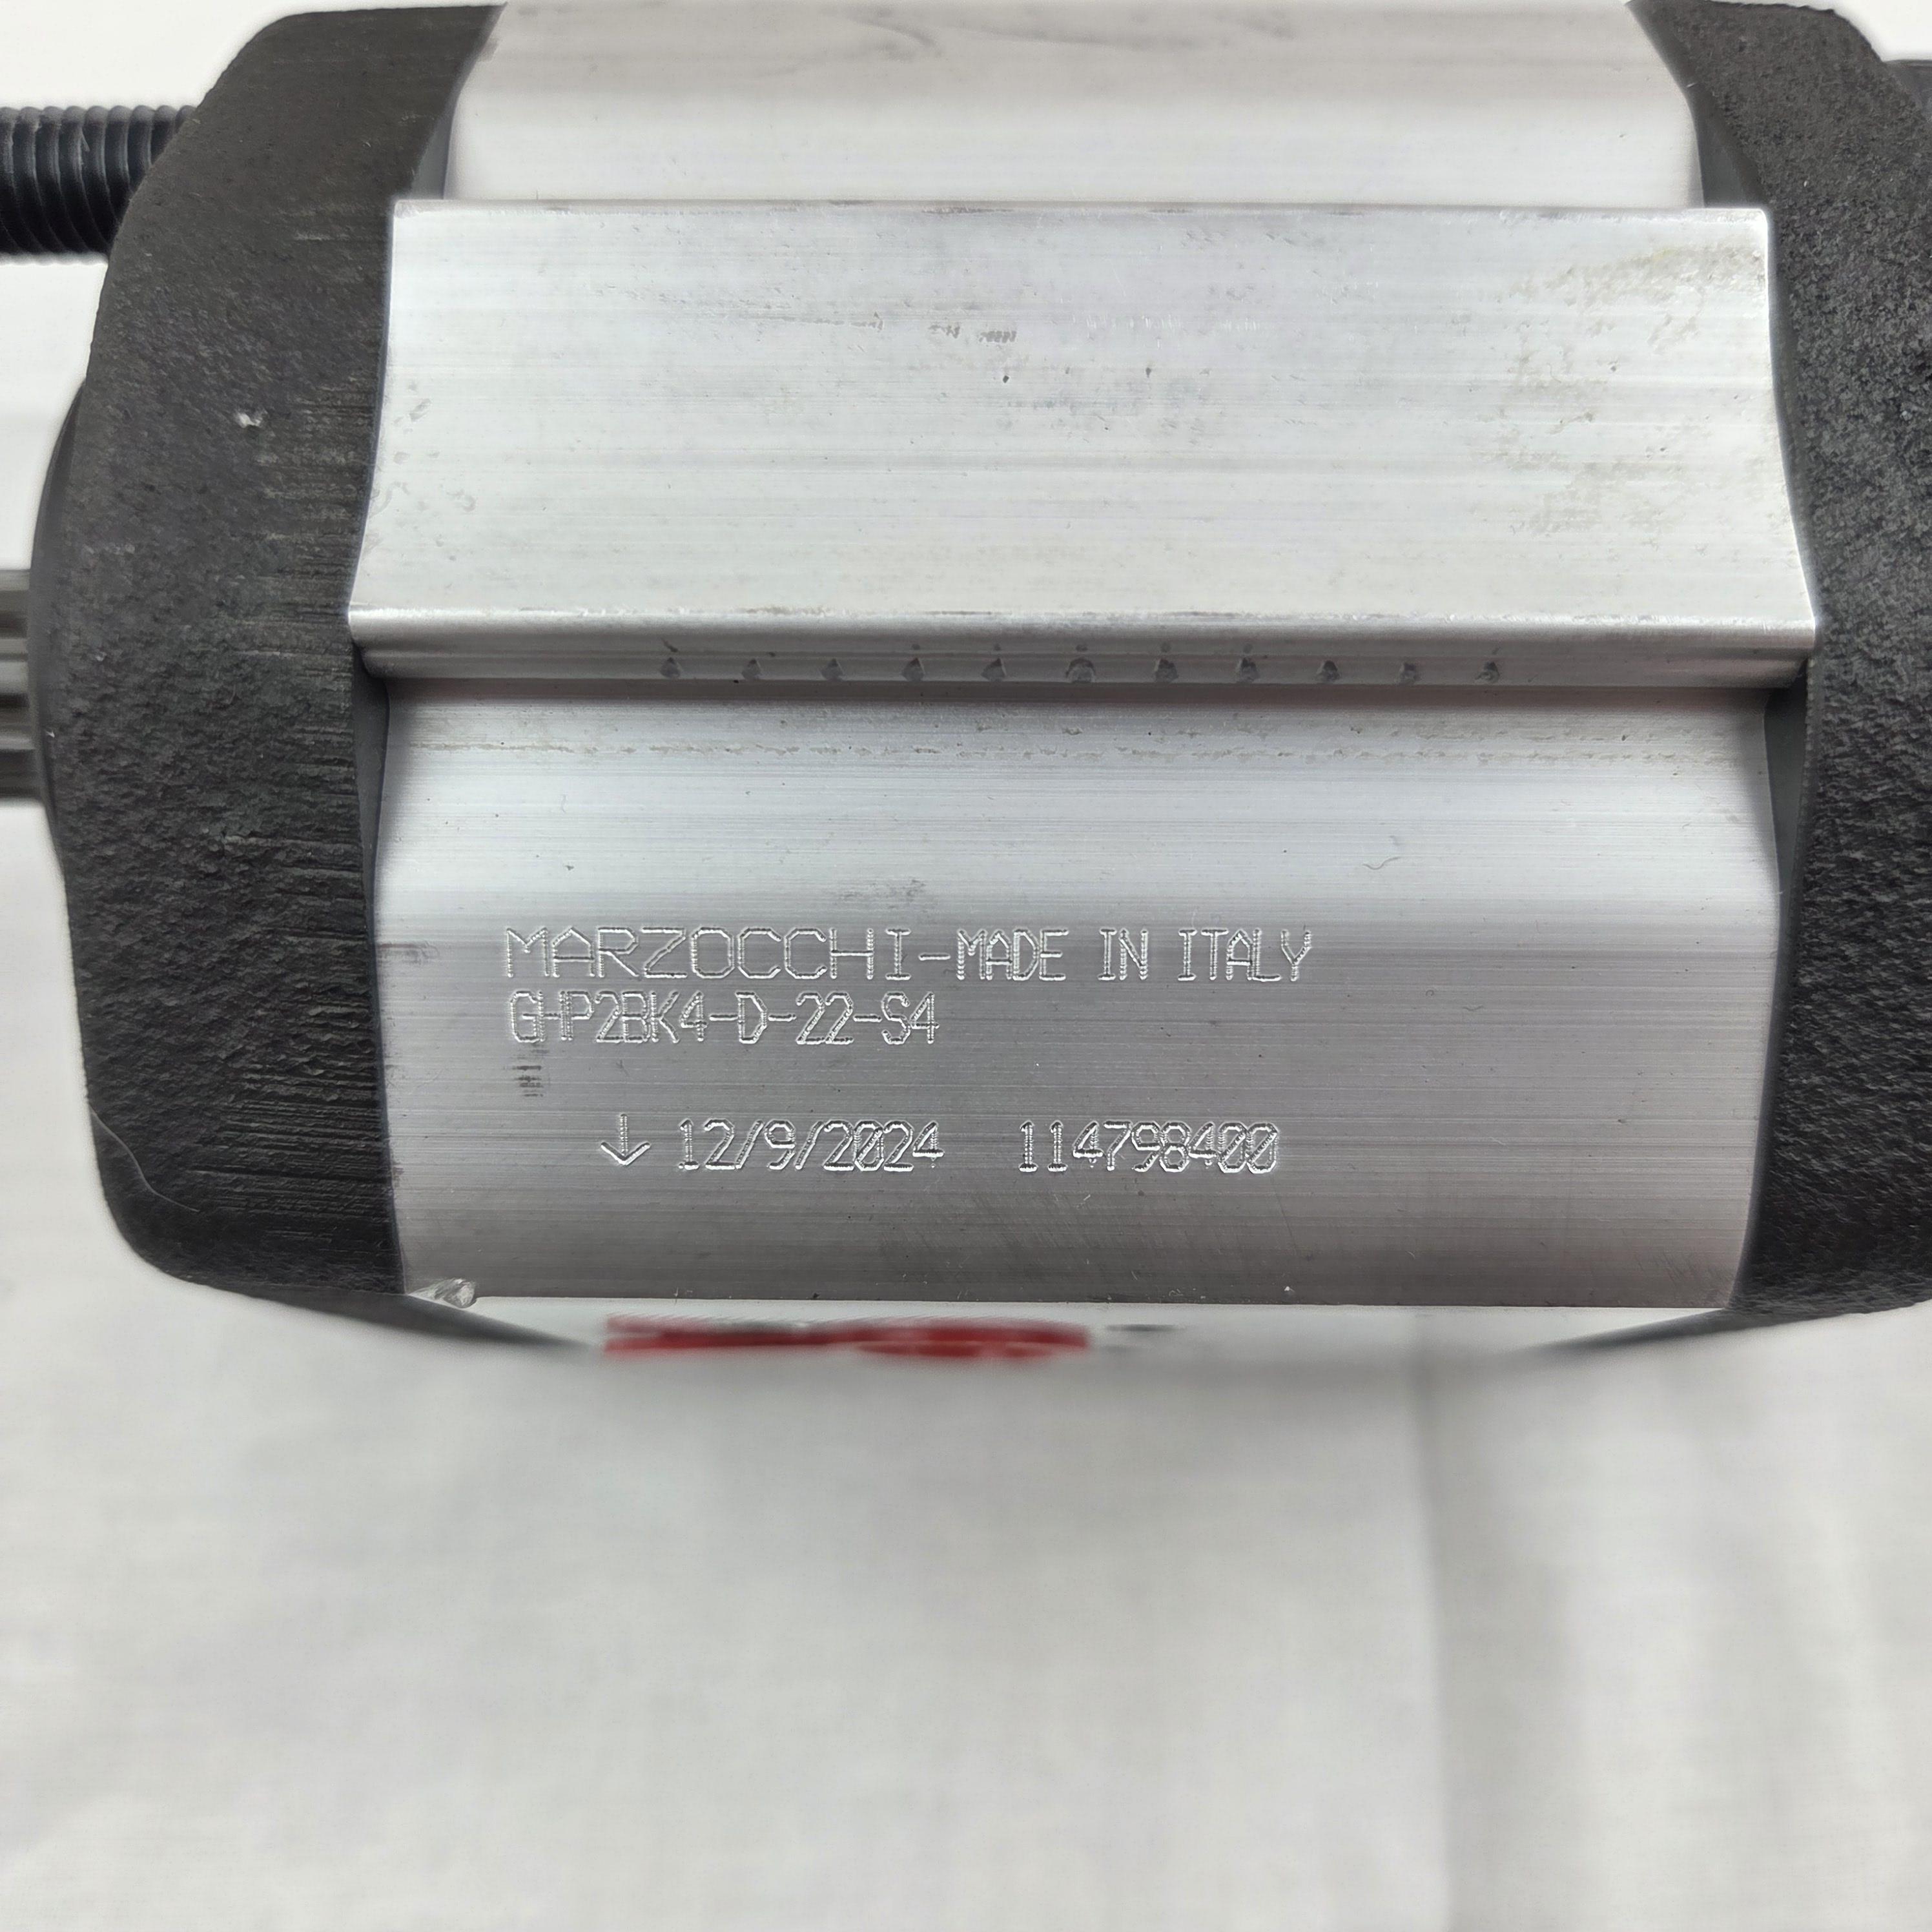 MARZOCCHI-MADE IN ITALY
GHP2BK4-D-22-S4
↓ 12/9/2024 114798400